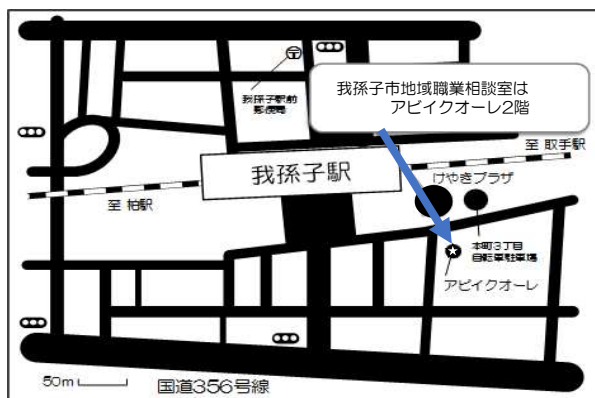 我孫子市地域職業相談室は
アビイクオーレ2階
〒
我孫子駅前
郵便局
至 取手駅
我孫子駅
けやきプラザ
至 柏駅
本町3丁目
自転車駐車場
アビイクオーレ
50m
国道356号線